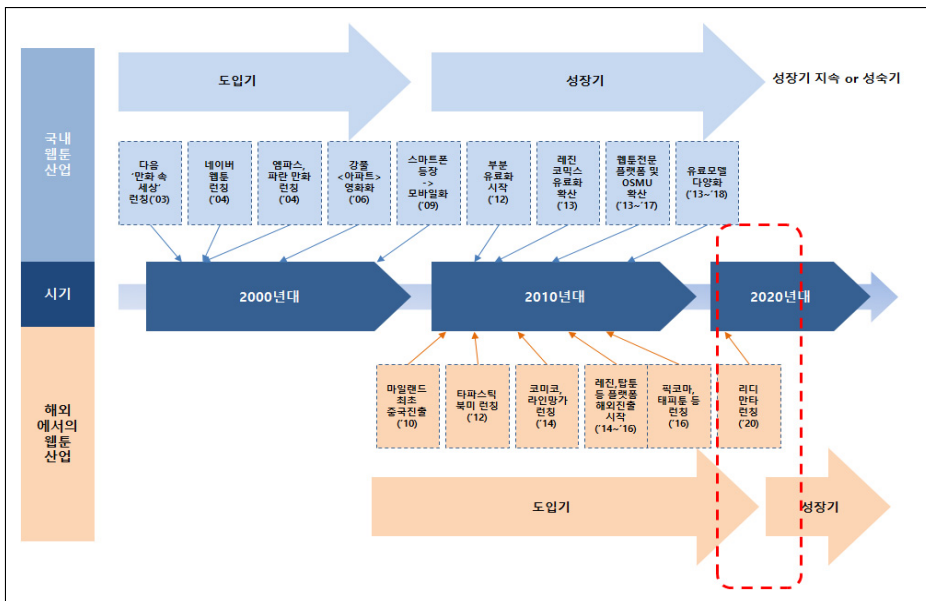 도입기
성장기
성장기 지속 or 성숙기
국내
웹툰
산업
다음
‘만화 속
세상’
런칭(’03)
네이버
웹툰
런칭
(’04)
엠파스,
파란 만화
런칭
(’04)
강풀
<아파트>
영화화
(’06)
스마트폰
등장
->
모바일화
(’09)
부분
유료화
시작
(’12)
레진
코믹스
유료화
확산
(’13)
웹툰전문
플랫폼 및
OSMU
확산
(’13~’17)
유료모델
다양화
(’13~’18)
시기
2000년대
2010년대
2020년대
해외
에서의
웹툰
산업
마일랜드
최초
중국진출
(’10)
타파스틱
북미 런칭
(’12)
코미코,
라인망가
런칭
(’14)
레진,탑툰
등 플랫폼
해외진출
시작
(’14~’16)
픽코마,
태피툰 등
런칭
(’16)
리디
만타
런칭
(’20)
도입기
성장기